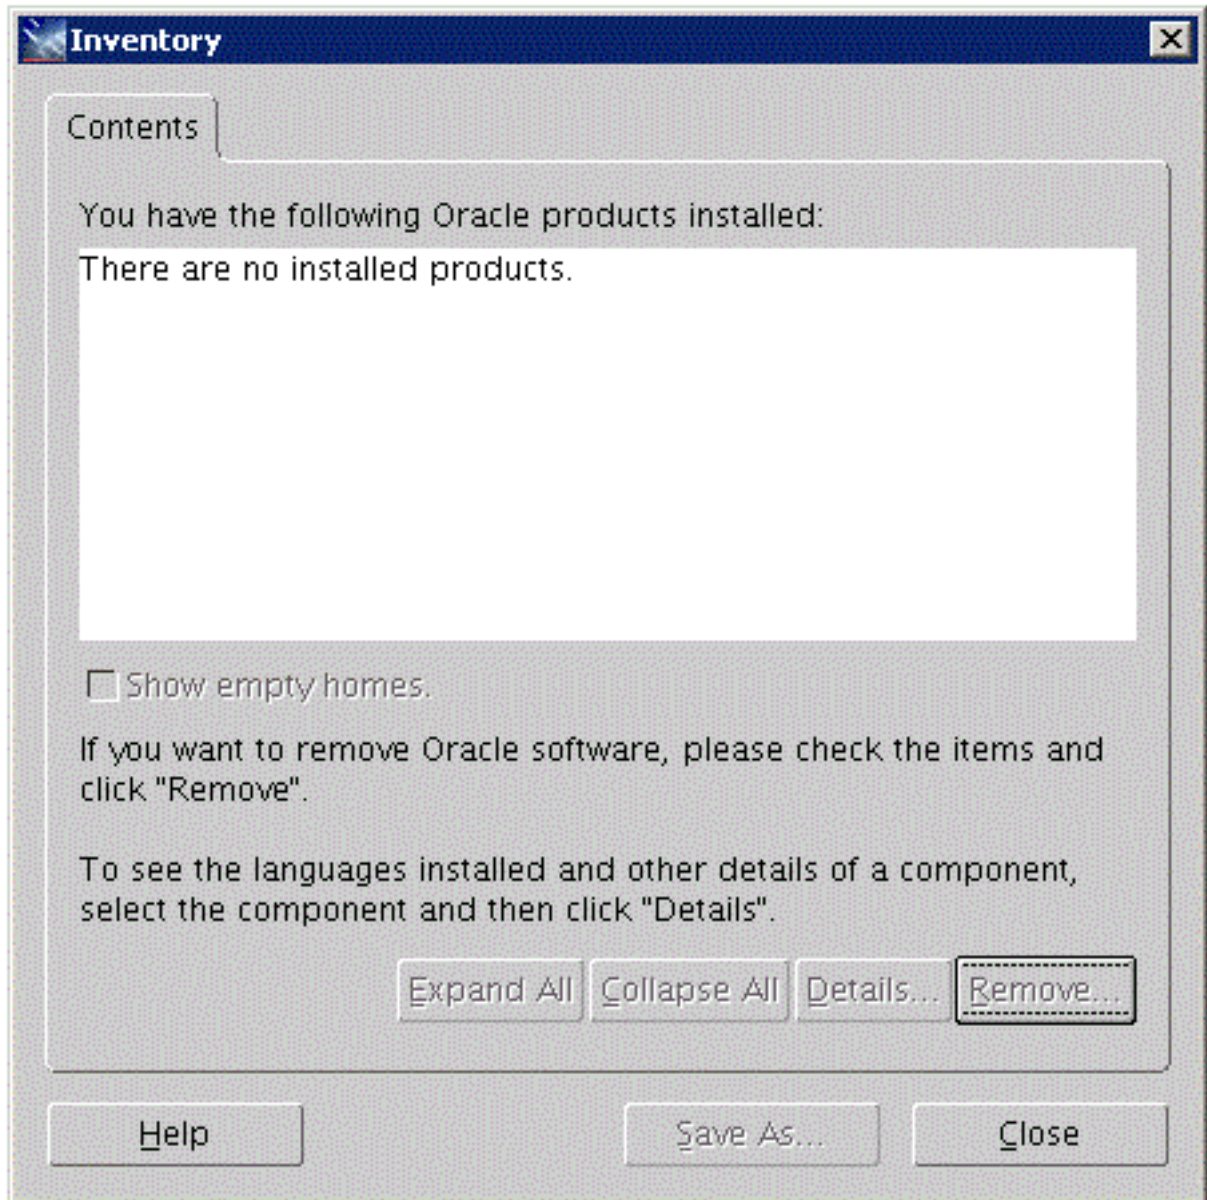 Inventory
Contents
You have the following Oracle products installed:
There are no installed products.
Show empty homes.
If you want to remove Oracle software, please check the items and
click "Remove".
To see the languages installed and other details of a component,
select the component and then click "Details".
Expand All Collapse All Details... Remove...
Help Save As... Close